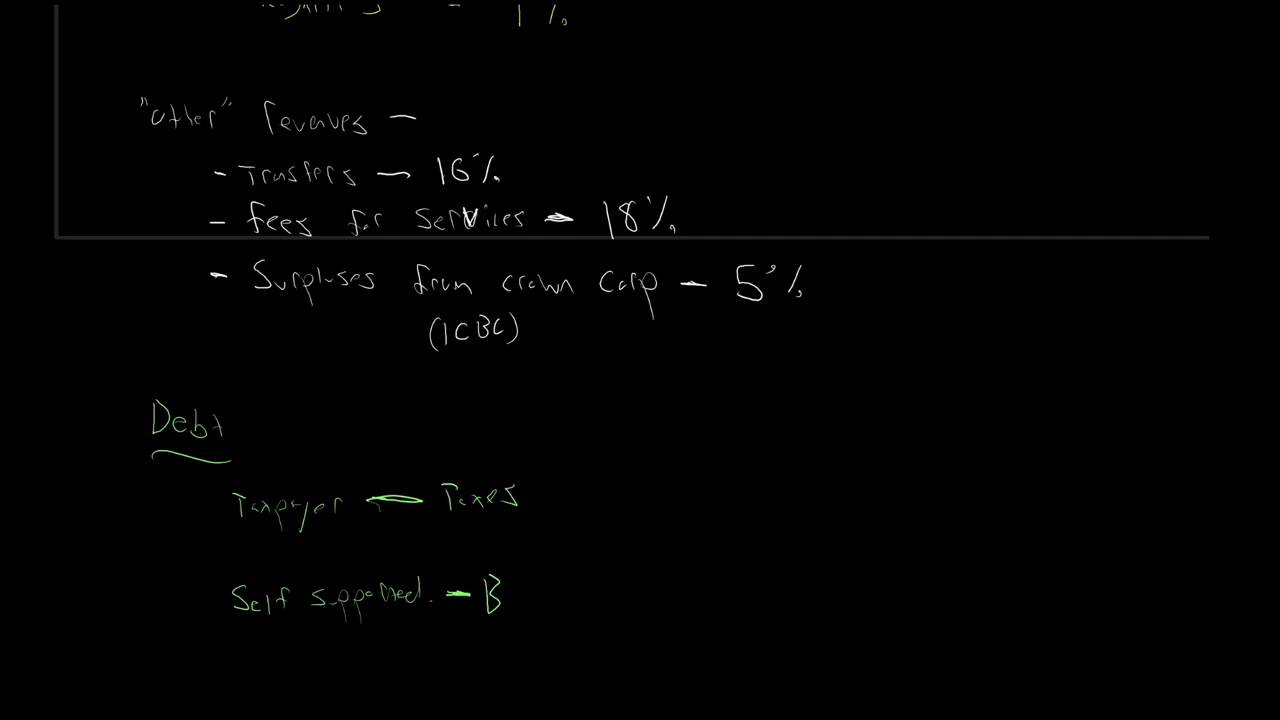 4%
"other" revenues —
- Transfers — 16%
- fees for services - 18%
- Surpluses from crown corp - 5%
(ICBC)
Debt
Taxpayer — Taxes
Self supported. - B